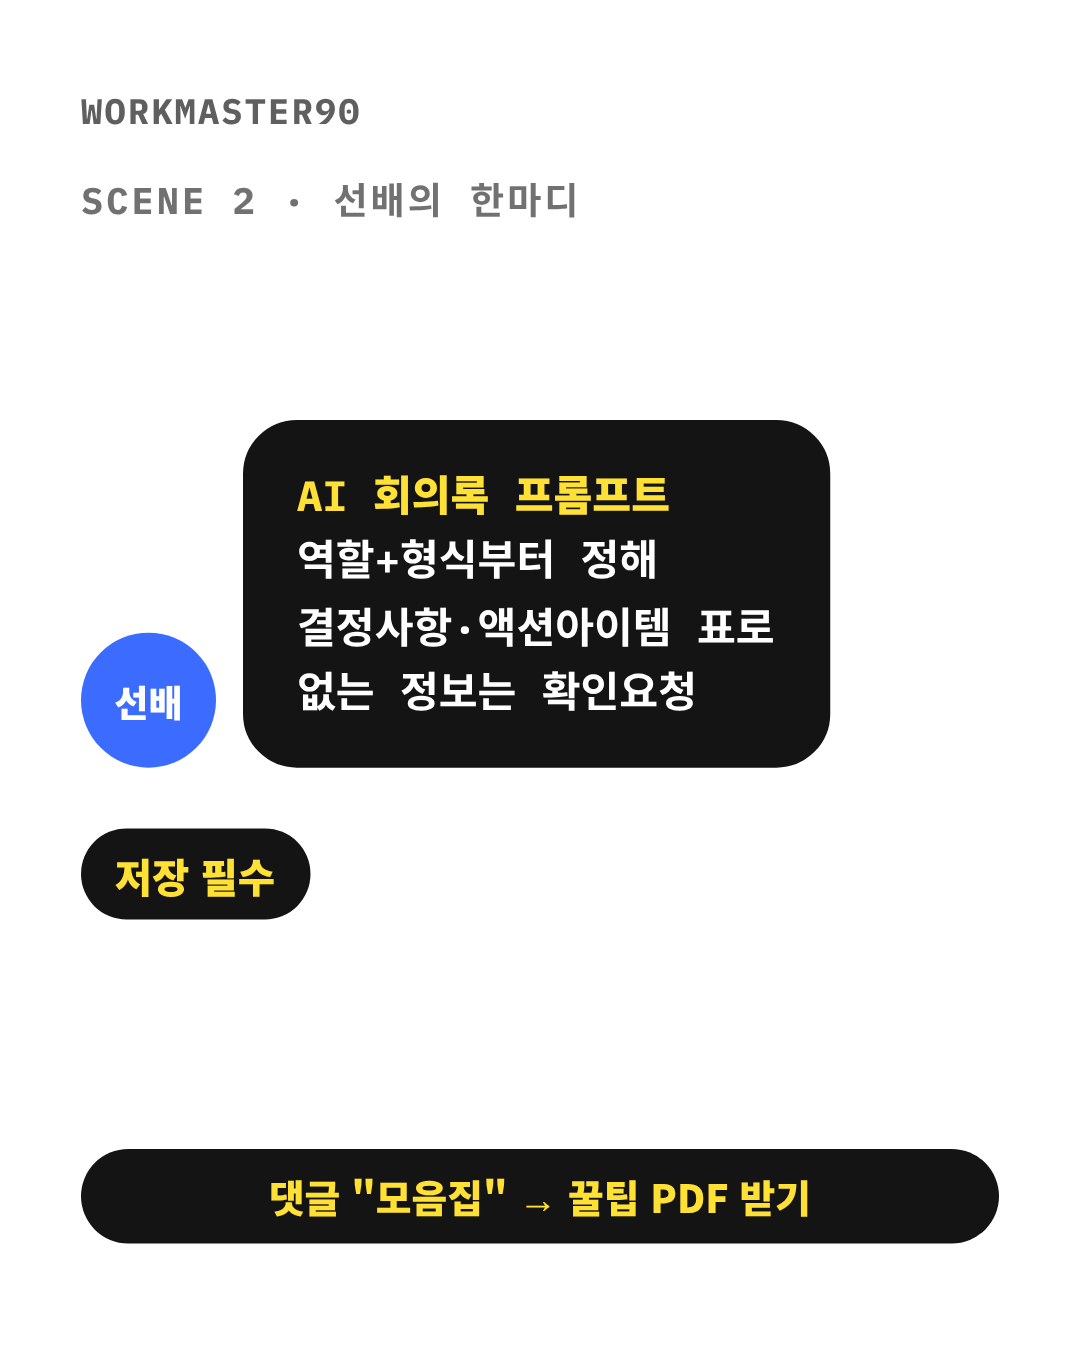 WORKMASTER90
SCENE 2 · 선배의 한마디
AI 회의록 프롬프트
역할+형식부터 정해
결정사항·액션아이템 표로
없는 정보는 확인요청
선배
저장 필수
댓글 "모음집" → 꿀팁 PDF 받기